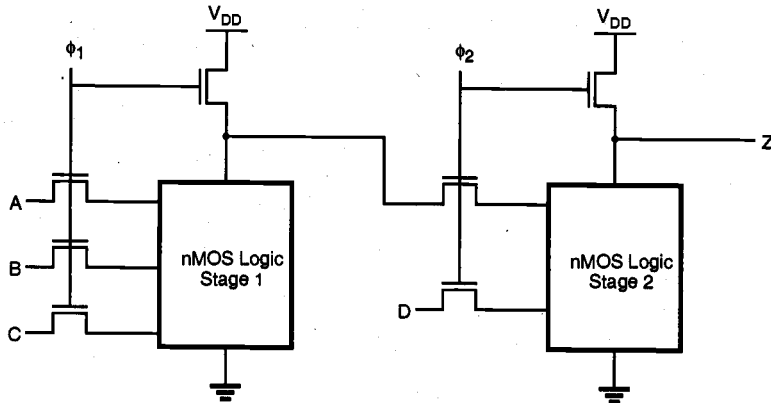 V_DD
V_DD
ϕ1
ϕ2
Z
A
nMOS Logic
Stage 1
nMOS Logic
Stage 2
B
D
C